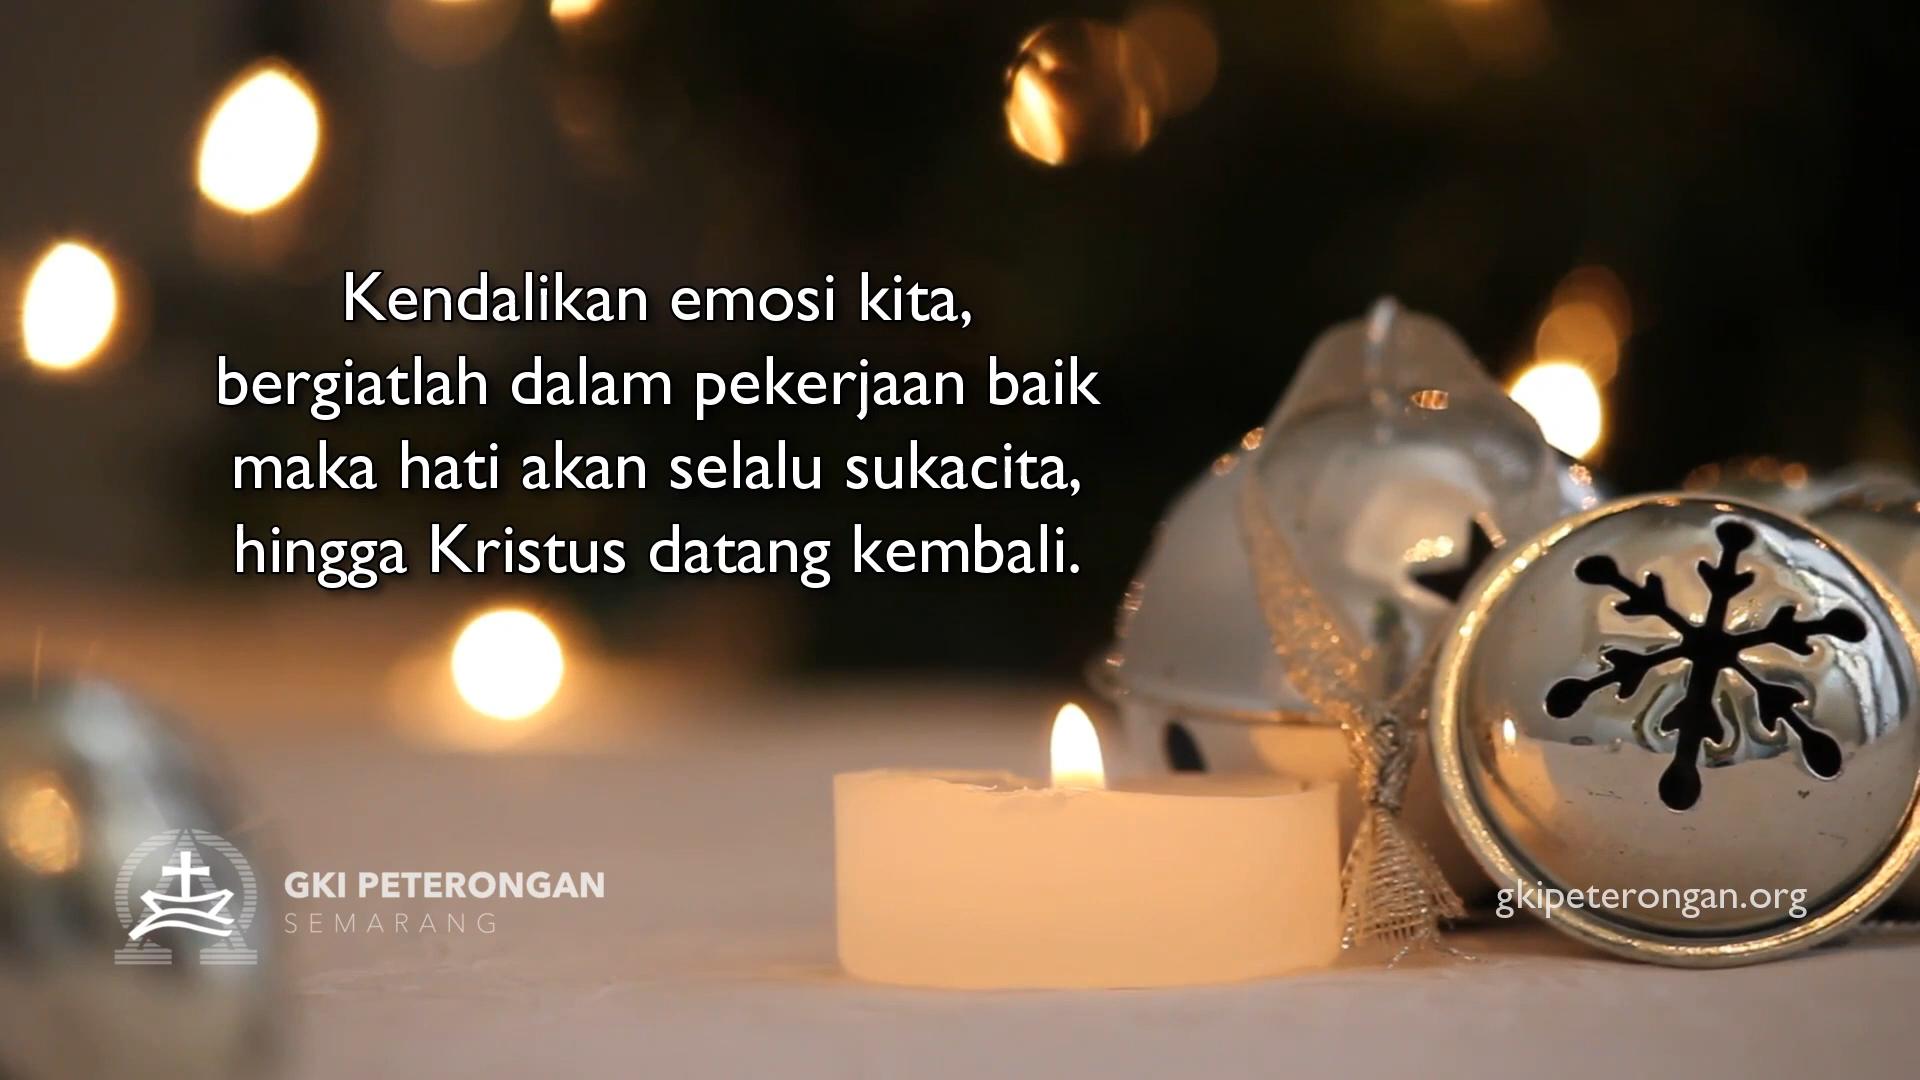 Kendalikan emosi kita,
bergiatlah dalam pekerjaan baik
maka hati akan selalu sukacita,
hingga Kristus datang kembali.
GKI PETERONGAN
SEMARANG
gkipeterongan.org